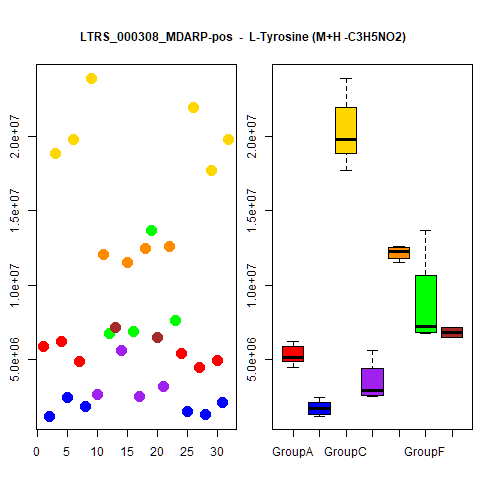 LTRS_000308_MDARP-pos - L-Tyrosine (M+H -C3H5NO2)
2.0e+07
1.5e+07
1.0e+07
5.0e+06
0 5 10 15 20 25 30
2.0e+07
1.5e+07
1.0e+07
5.0e+06
GroupA GroupC GroupF